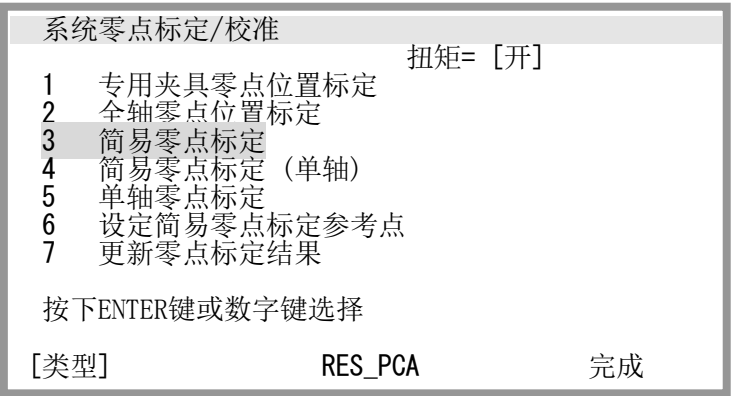 系统零点标定/校准
扭矩= [开]
1 专用夹具零点位置标定
2 全轴零点位置标定
3 简易零点标定
4 简易零点标定 (单轴)
5 单轴零点标定
6 设定简易零点标定参考点
7 更新零点标定结果
按下ENTER键或数字键选择
[类型] RES_PCA 完成